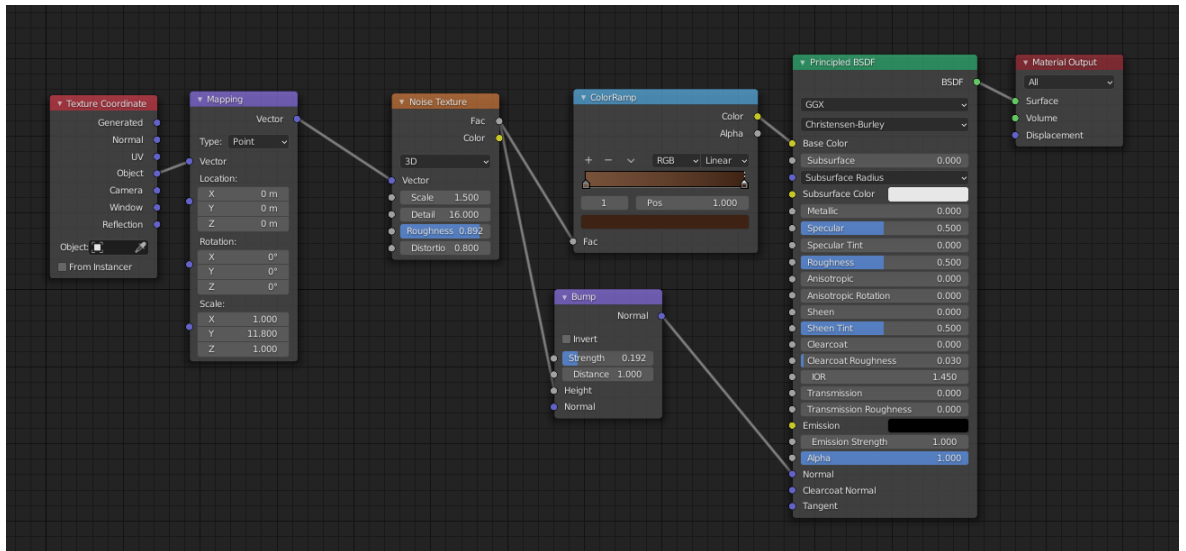 Texture Coordinate
Generated
Normal
UV
Object
Camera
Window
Reflection
Object:
From Instancer
Mapping
Vector
Type: Point
Vector
Location:
X 0 m
Y 0 m
Z 0 m
Rotation:
X 0°
Y 0°
Z 0°
Scale:
X 1.000
Y 11.800
Z 1.000
Noise Texture
Fac
Color
3D
Vector
Scale 1.500
Detail 16.000
Roughness 0.892
Distortio 0.800
ColorRamp
Color
Alpha
RGB Linear
1 Pos 1.000
Fac
Bump
Normal
Invert
Strength 0.192
Distance 1.000
Height
Normal
Principled BSDF
BSDF
GGX
Christensen-Burley
Base Color
Subsurface 0.000
Subsurface Radius
Subsurface Color
Metallic 0.000
Specular 0.500
Specular Tint 0.000
Roughness 0.500
Anisotropic 0.000
Anisotropic Rotation 0.000
Sheen 0.000
Sheen Tint 0.500
Clearcoat 0.000
Clearcoat Roughness 0.030
IOR 1.450
Transmission 0.000
Transmission Roughness 0.000
Emission
Emission Strength 1.000
Alpha 1.000
Normal
Clearcoat Normal
Tangent
Material Output
All
Surface
Volume
Displacement